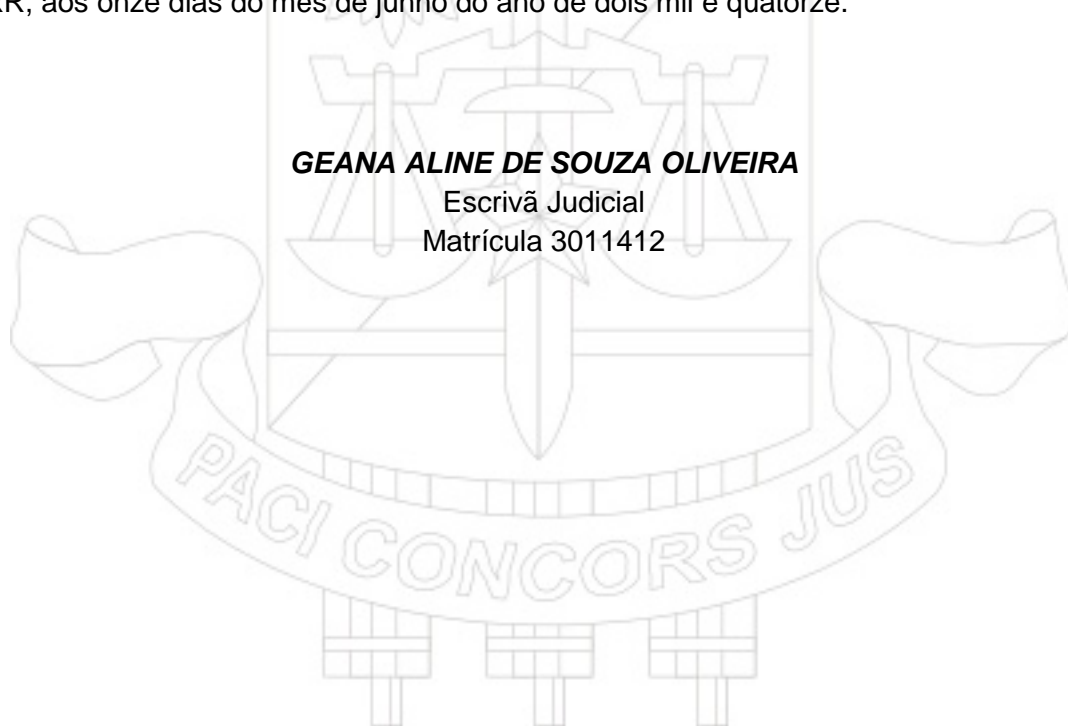 R, aos onze dias do mês de junho do ano de dois mil e quatorze.
GEANA ALINE DE SOUZA OLIVEIRA
Escrivã Judicial
Matrícula 3011412
PACI CONCORS JUS